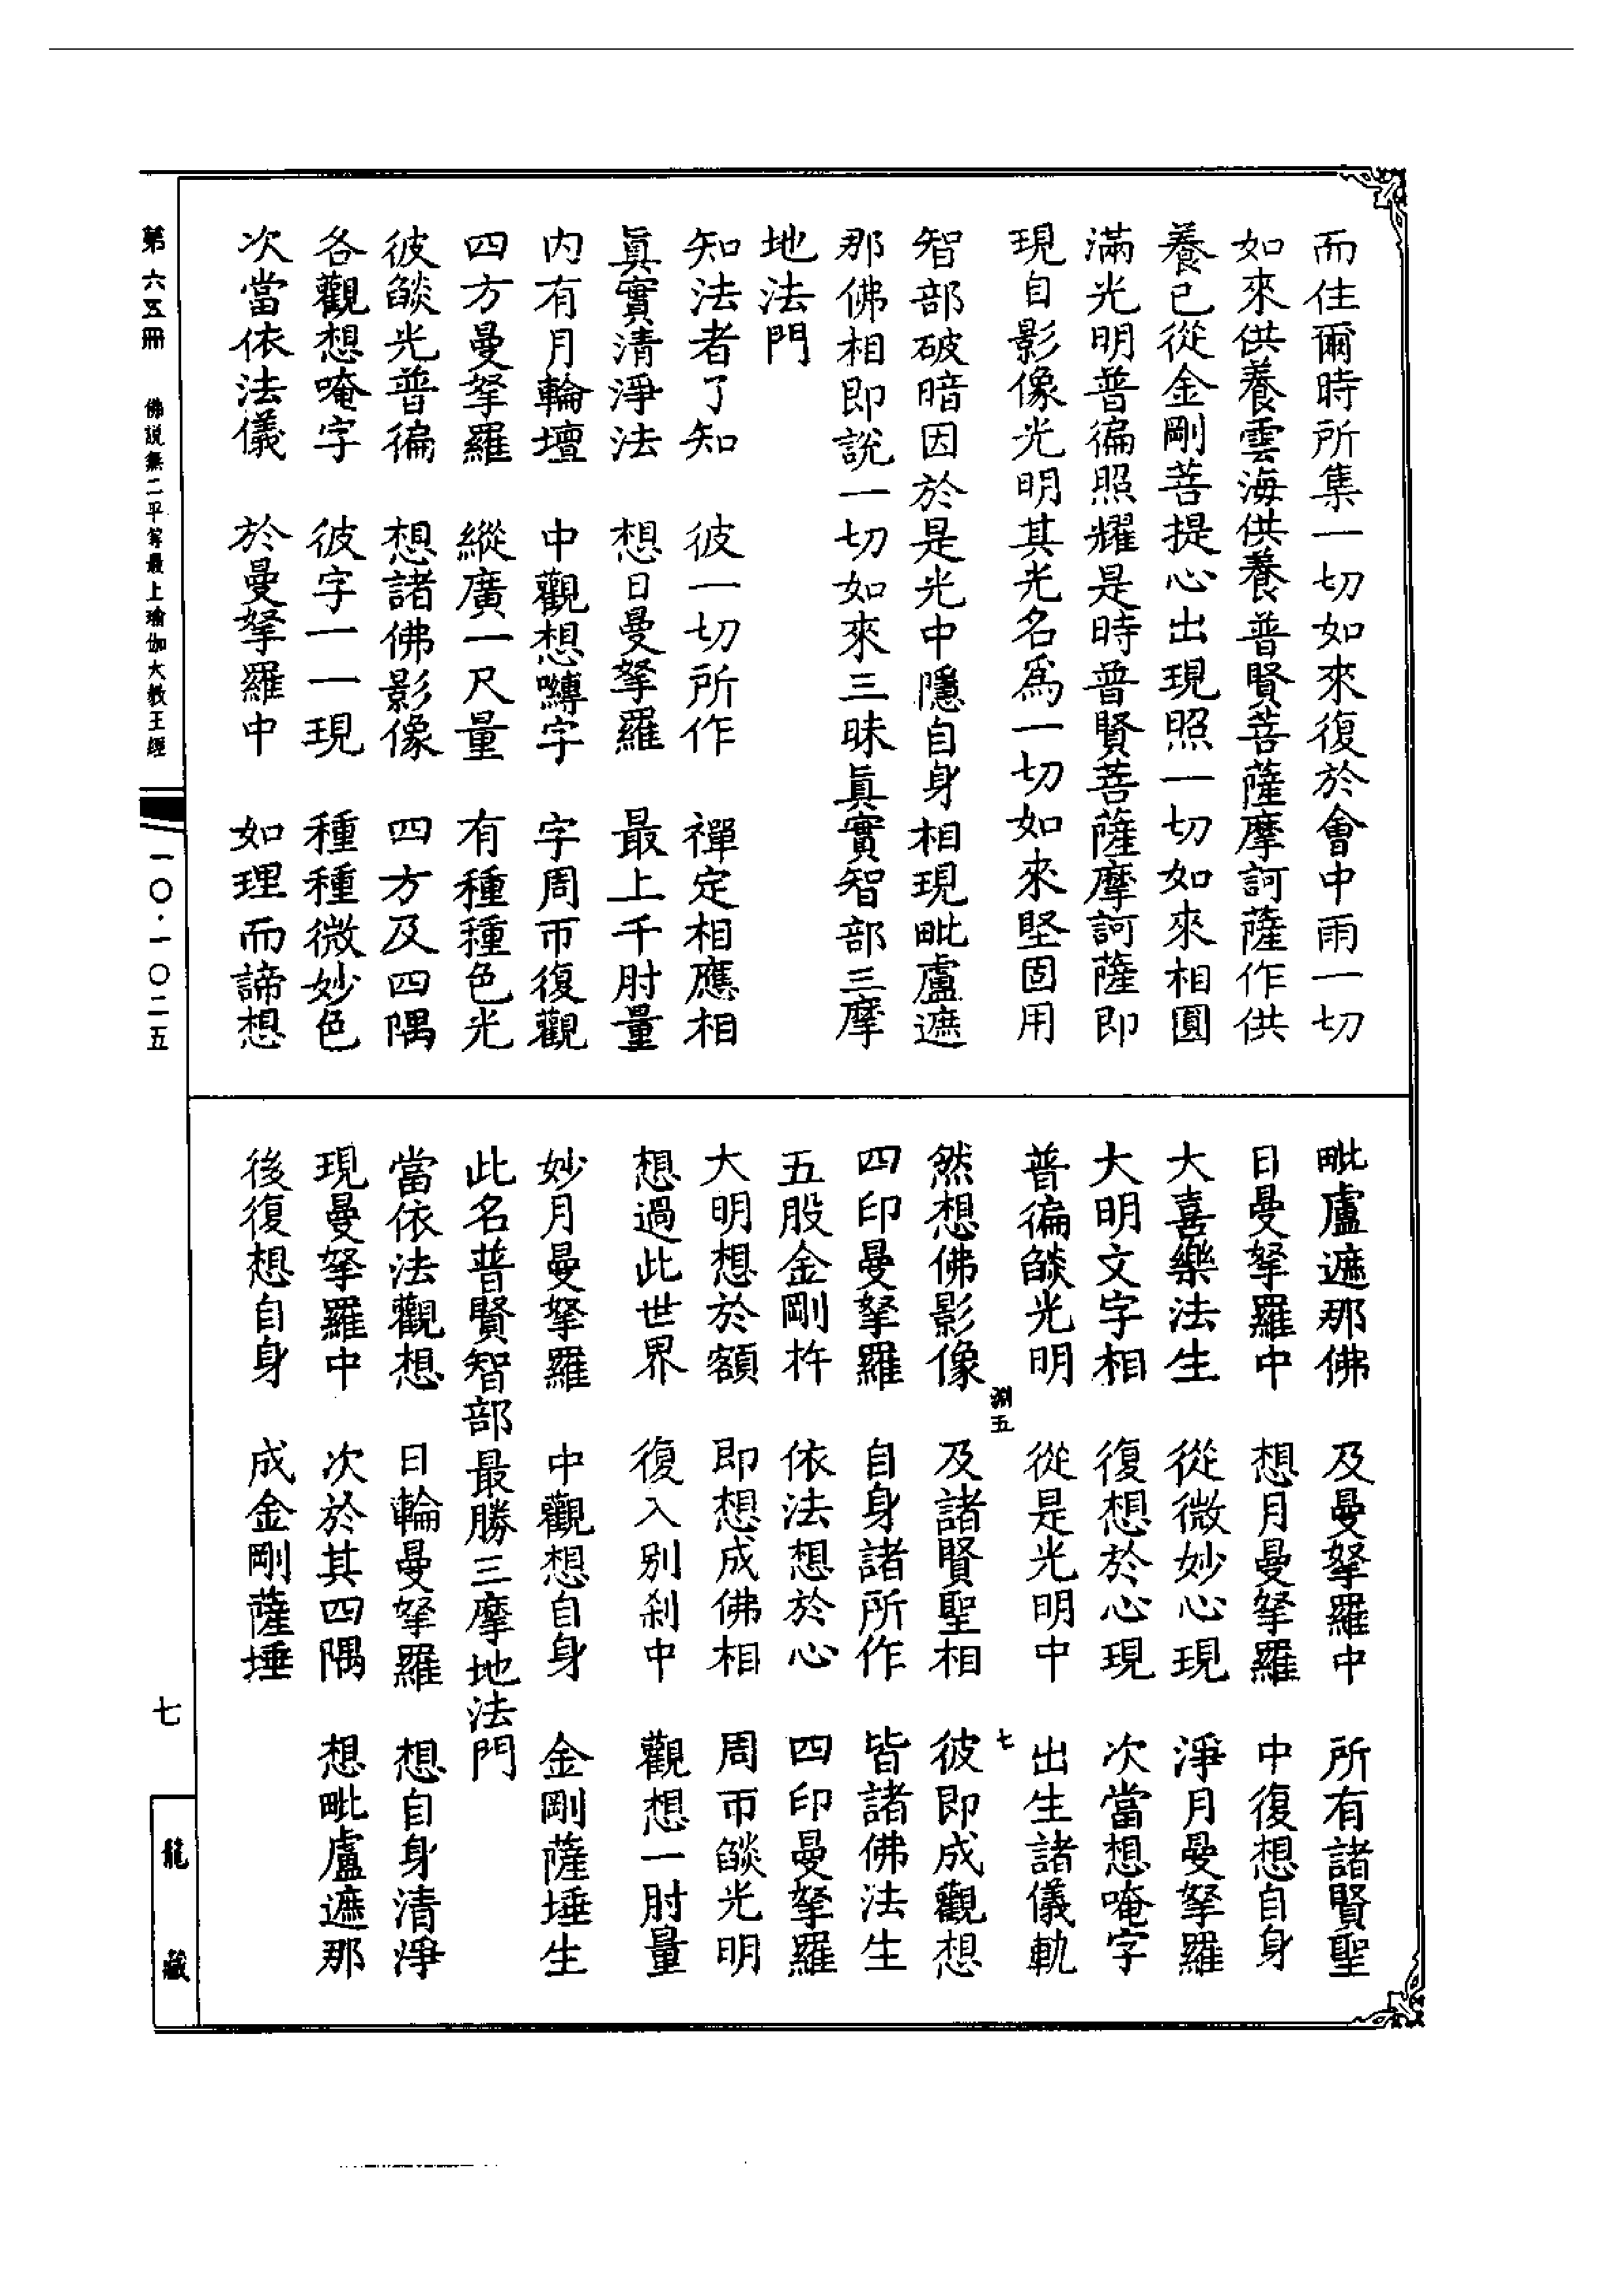 而住爾時所集一切如來復於會中雨一切
如來供養雲海供養普賢菩薩摩訶薩作供
養已從金剛菩提心出現照一切如來相圓
滿光明普徧照耀是時普賢菩薩摩訶薩即
現自影像光明其光名爲一切如來堅固用
智部破暗因於是光中隱自身相現毗盧遮
那佛相即說一切如來三昧眞實智部三摩
地法門
知法者了知　彼一切所作　禪定相應相
眞實清淨法　想日曼拏羅　最上千肘量
内有月輪壇　中觀想嚩字　字周帀復觀
四方曼拏羅　縱廣一尺量　有種種色光
彼燄光普徧　想諸佛影像　四方及四隅
各觀想唵字　彼字一一現　種種微妙色
次當依法儀　於曼拏羅中　如理而諦想
毗盧遮那佛　及曼拏羅中　所有諸賢聖
日曼拏羅中　想月曼拏羅　中復想自身
大喜樂法生　從微妙心現　淨月曼拏羅
大明文字相　復想於心現　次當想唵字
普徧燄光明　從是光明中　出生諸儀軌
淵五　七
然想佛影像　及諸賢聖相　彼即成觀想
四印曼拏羅　自身諸所作　皆諸佛法生
五股金剛杵　依法想於心　四印曼拏羅
大明想於額　即想成佛相　周帀燄光明
想過此世界　復入别剎中　觀想一肘量
妙月曼拏羅　中觀想自身　金剛薩埵生
此名普賢智部最勝三摩地法門
當依法觀想　日輪曼拏羅　想自身清淨
現曼拏羅中　次於其四隅　想毗盧遮那
後復想自身　成金剛薩埵
第六五冊　佛說無二平等最上瑜伽大教王經　一〇·一〇二五
七
龍藏